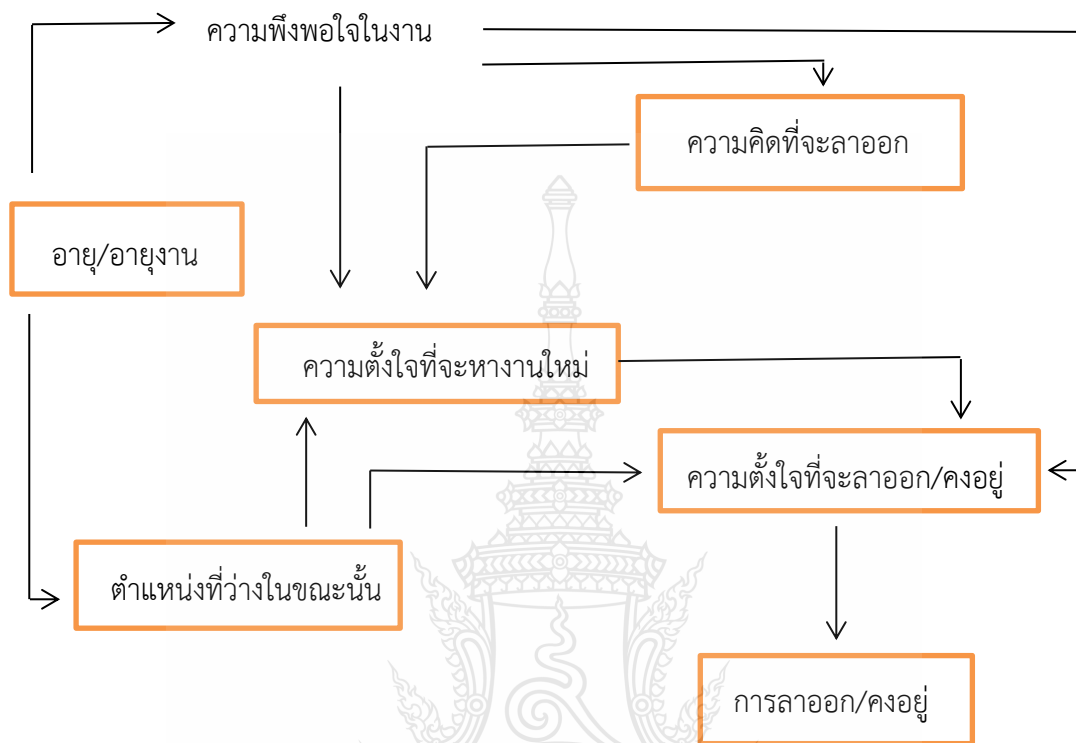 ความพึงพอใจในงาน
ความคิดที่จะลาออก
อายุ/อายุงาน
ความตั้งใจที่จะหางานใหม่
ความตั้งใจที่จะลาออก/คงอยู่
ตำแหน่งที่ว่างในขณะนั้น
การลาออก/คงอยู่